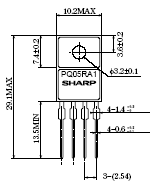 10.2MAX
7.4±0.2
3.6±0.2
29.1MAX
φ3.2±0.1
PQ05RA1
SHARP
13.5MIN
4-1.4
4-0.6
3-(2.54)